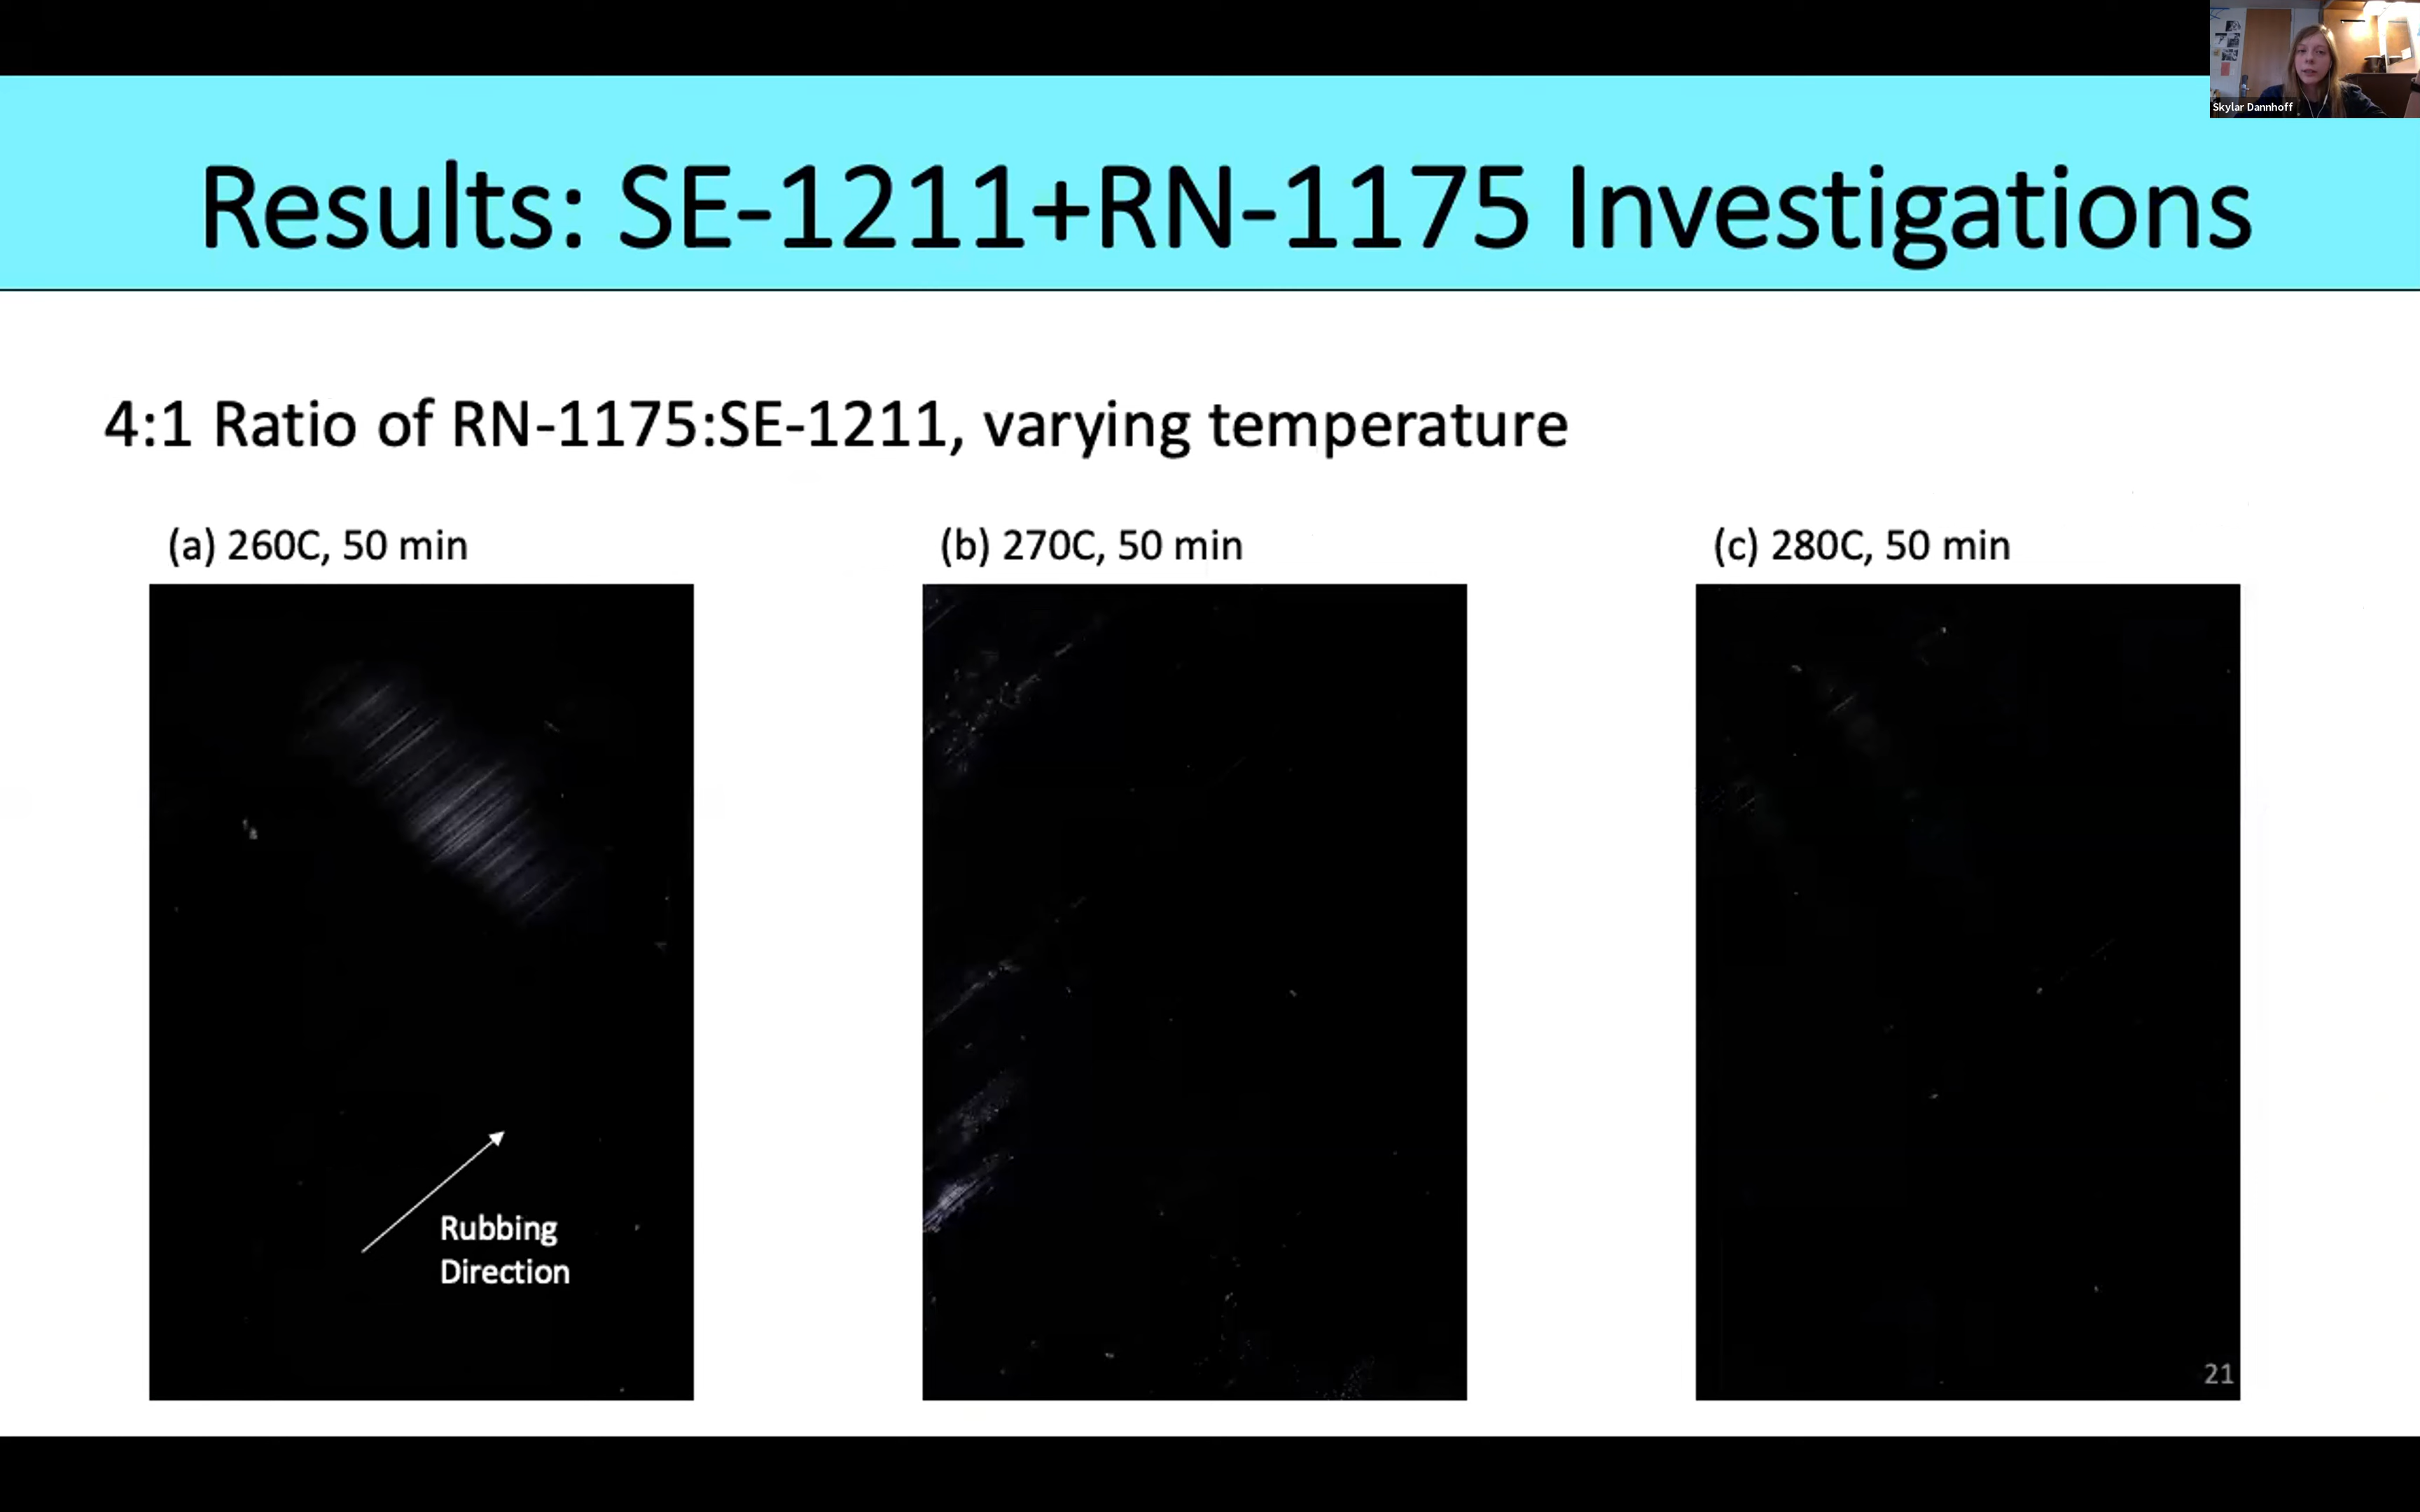 Skylar Dannhoff
Results: SE-1211+RN-1175 Investigations
4:1 Ratio of RN-1175:SE-1211, varying temperature
(a) 260C, 50 min
(b) 270C, 50 min
(c) 280C, 50 min
Rubbing
Direction
21